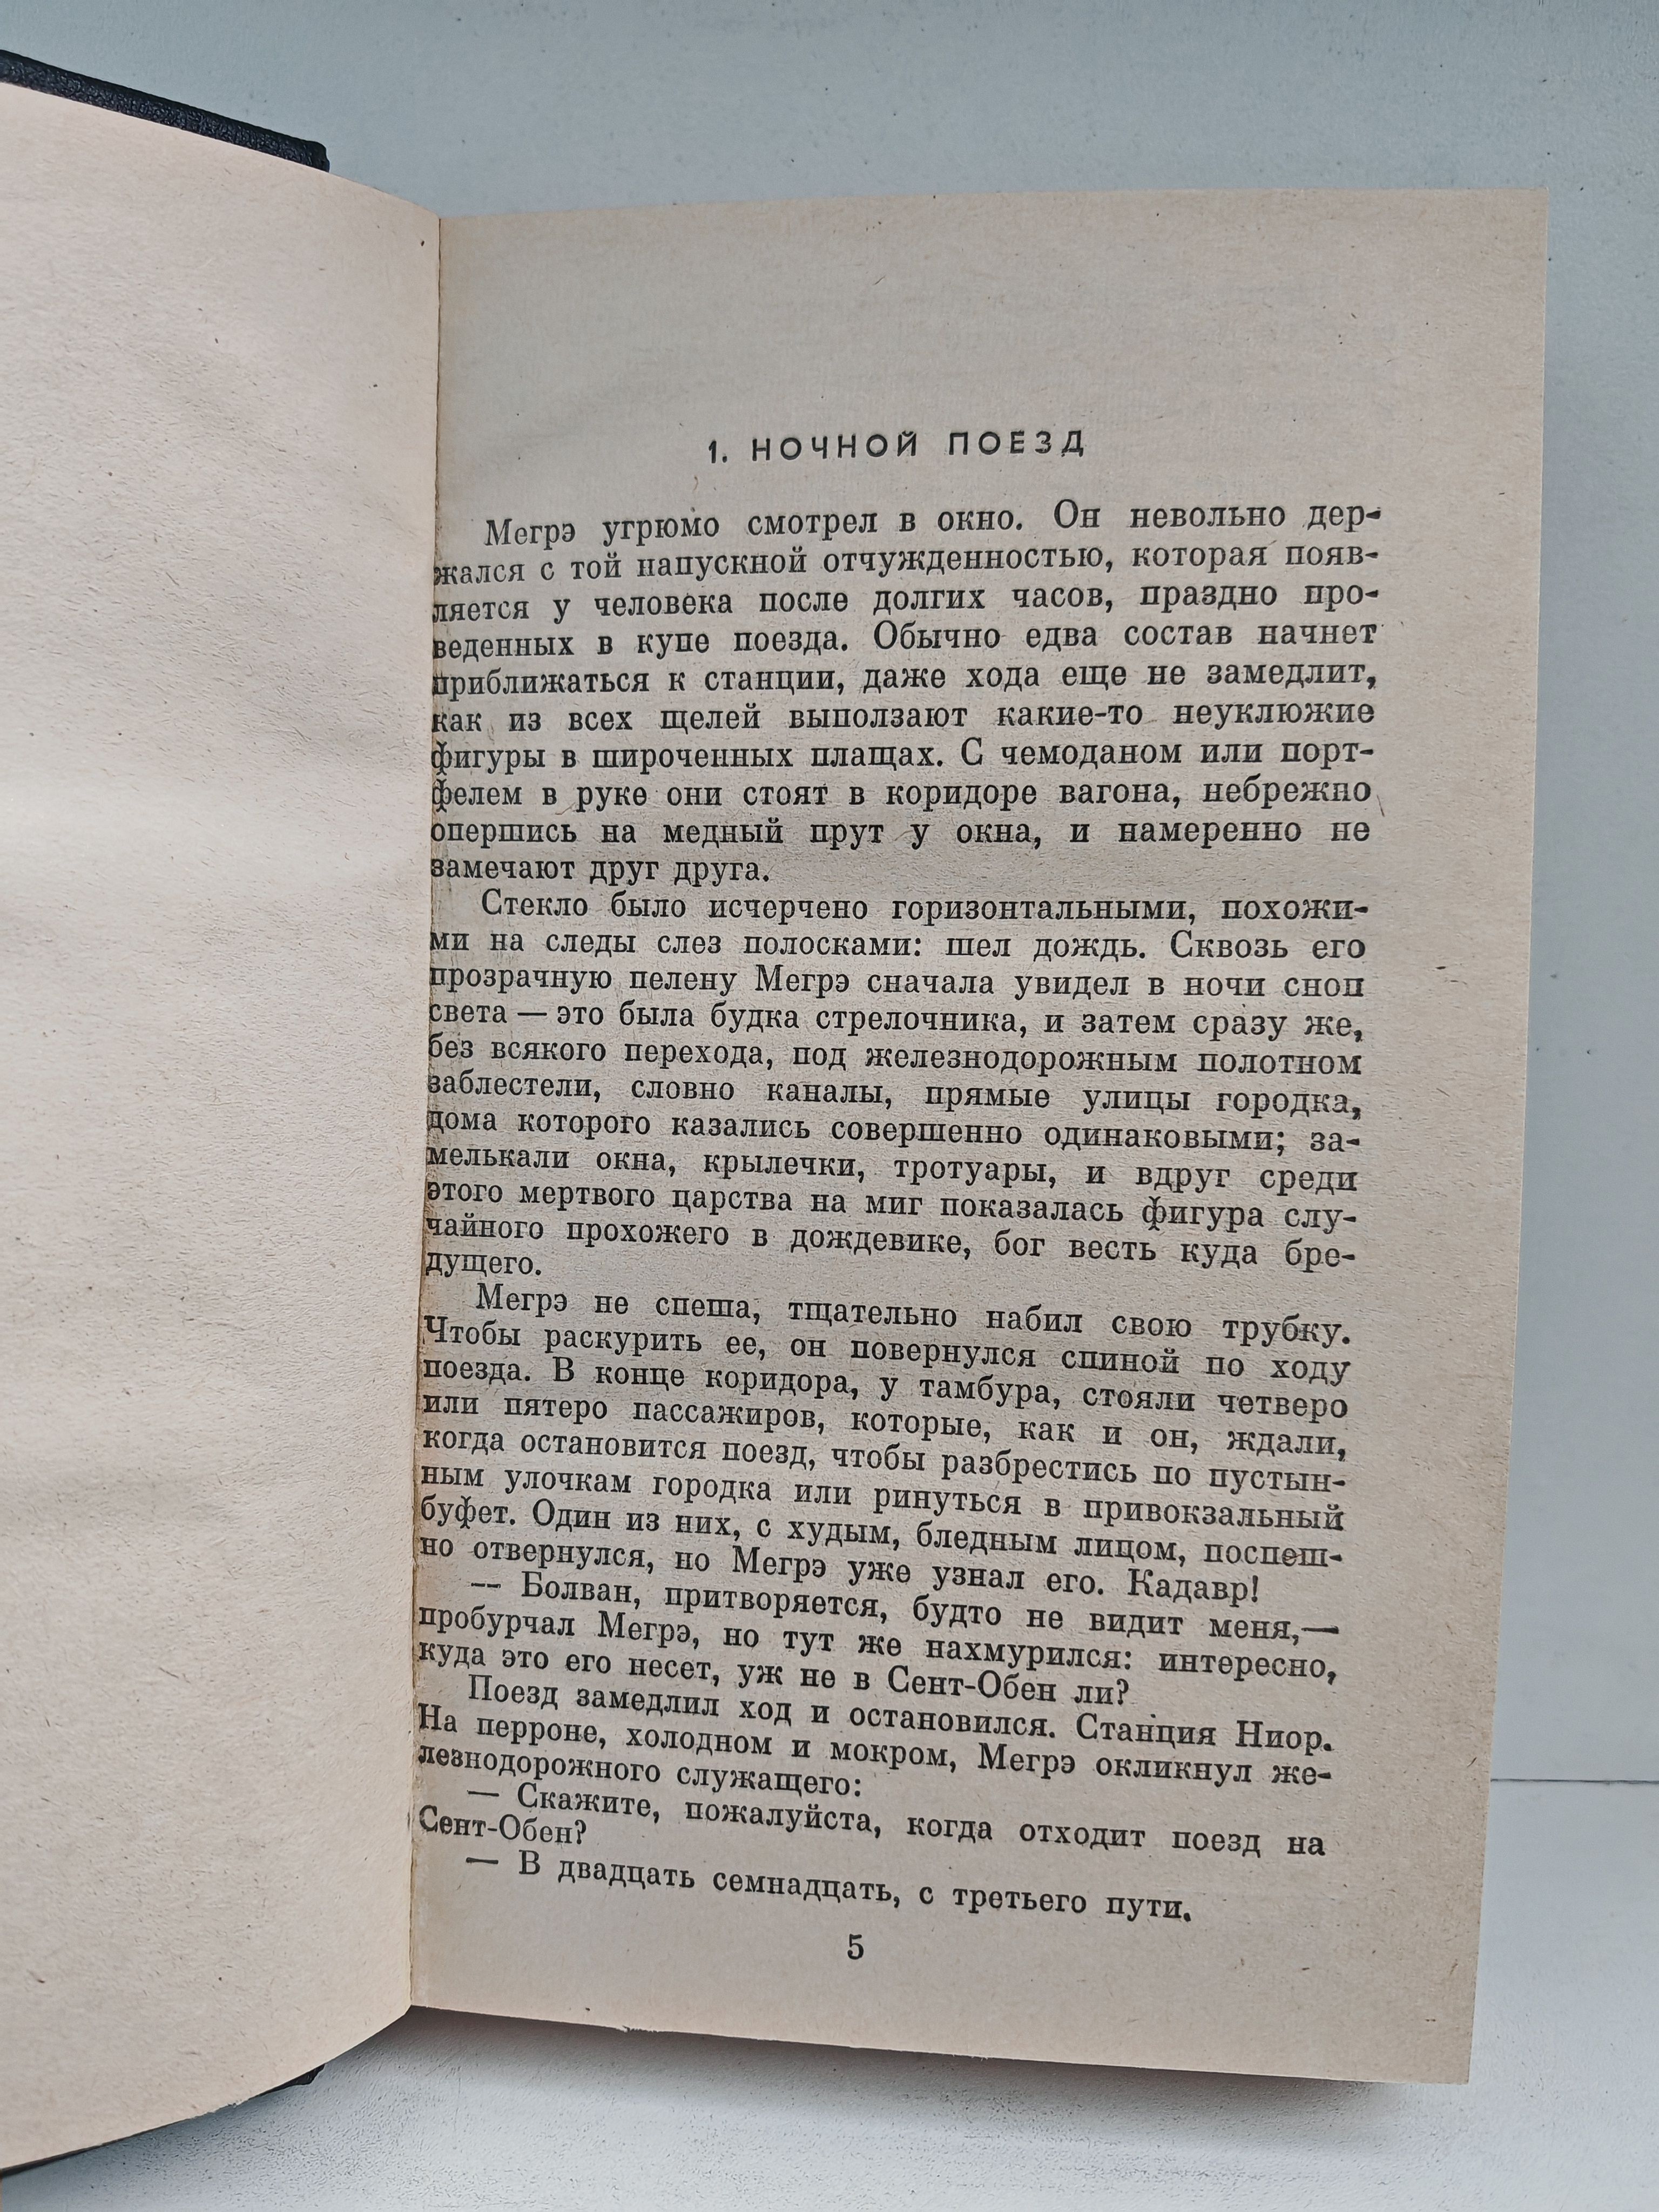 1. НОЧНОЙ ПОЕЗД
Мегрэ угрюмо смотрел в окно. Он невольно дер-
жался с той напускной отчужденностью, которая появ-
ляется у человека после долгих часов, праздно про-
веденных в купе поезда. Обычно едва состав начнет
приближаться к станции, даже хода еще не замедлит,
как из всех щелей выползают какие-то неуклюжие
фигуры в широченных плащах. С чемоданом или порт-
фелем в руке они стоят в коридоре вагона, небрежно
опершись на медный прут у окна, и намеренно не
замечают друг друга.
Стекло было исчерчено горизонтальными, похожи-
ми на следы слез полосками: шел дождь. Сквозь его
прозрачную пелену Мегрэ сначала увидел в ночи сноп
света — это была будка стрелочника, и затем сразу же,
без всякого перехода, под железнодорожным полотном
заблестели, словно каналы, прямые улицы городка,
дома которого казались совершенно одинаковыми; за-
мелькали окна, крылечки, тротуары, и вдруг среди
этого мертвого царства на миг показалась фигура слу-
чайного прохожего в дождевике, бог весть куда бре-
дущего.
Мегрэ не спеша, тщательно набил свою трубку.
Чтобы раскурить ее, он повернулся спиной по ходу
поезда. В конце коридора, у тамбура, стояли четверо
или пятеро пассажиров, которые, как и он, ждали,
когда остановится поезд, чтобы разбрестись по пустын-
ным улочкам городка или ринуться в привокзальный
буфет. Один из них, с худым, бледным лицом, поспеш-
но отвернулся, но Мегрэ уже узнал его. Кадавр!
— Болван, притворяется, будто не видит меня,—
пробурчал Мегрэ, но тут же нахмурился: интересно,
куда это его несет, уж не в Сент-Обен ли?
Поезд замедлил ход и остановился. Станция Ниор.
На перроне, холодном и мокром, Мегрэ окликнул же-
лезнодорожного служащего:
— Скажите, пожалуйста, когда отходит поезд на
Сент-Обен?
— В двадцать семнадцать, с третьего пути.
5